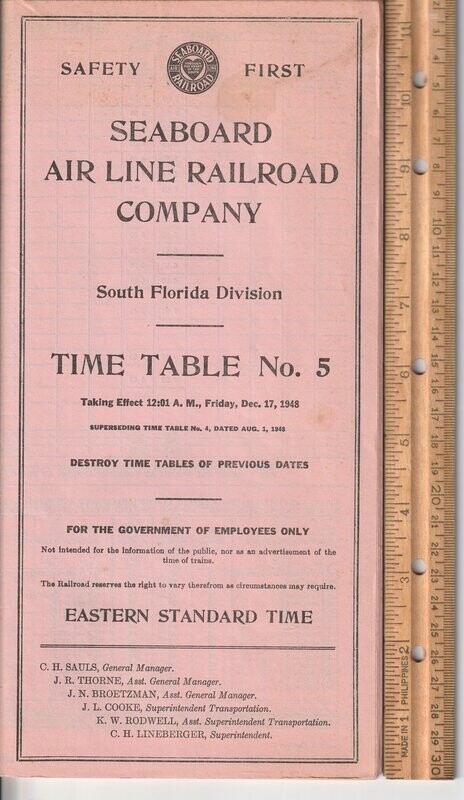 SAFETY FIRST
SEABOARD
RAILROAD
SEABOARD
AIR LINE RAILROAD
COMPANY
South Florida Division
TIME TABLE No. 5
Taking Effect 12:01 A. M., Friday, Dec. 17, 1948
SUPERSEDING TIME TABLE No. 4, DATED AUG. 1, 1948
DESTROY TIME TABLES OF PREVIOUS DATES
FOR THE GOVERNMENT OF EMPLOYEES ONLY
Not intended for the information of the public, nor as an advertisement of the
time of trains.
The Railroad reserves the right to vary therefrom as circumstances may require.
EASTERN STANDARD TIME
C. H. SAULS, General Manager.
J. R. THORNE, Asst. General Manager.
J. N. BROETZMAN, Asst. General Manager.
J. L. COOKE, Superintendent Transportation.
K. W. RODWELL, Asst. Superintendent Transportation.
C. H. LINEBERGER, Superintendent.
MADE IN PHILIPPINES